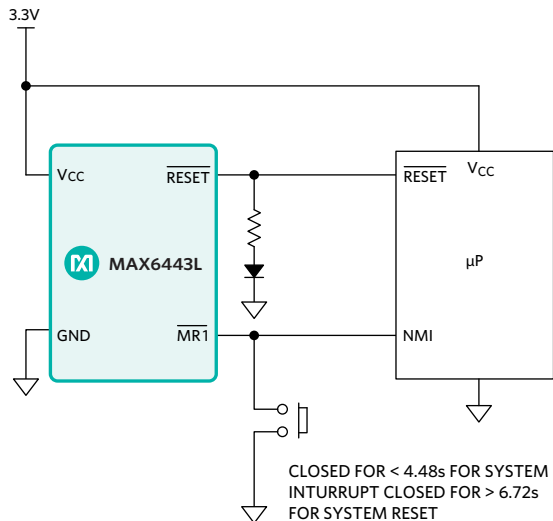 3.3V
VCC
RESET
MAX6443L
GND
MR1
RESET
VCC
µP
NMI
CLOSED FOR < 4.48s FOR SYSTEM
INTURRUPT CLOSED FOR > 6.72s
FOR SYSTEM RESET